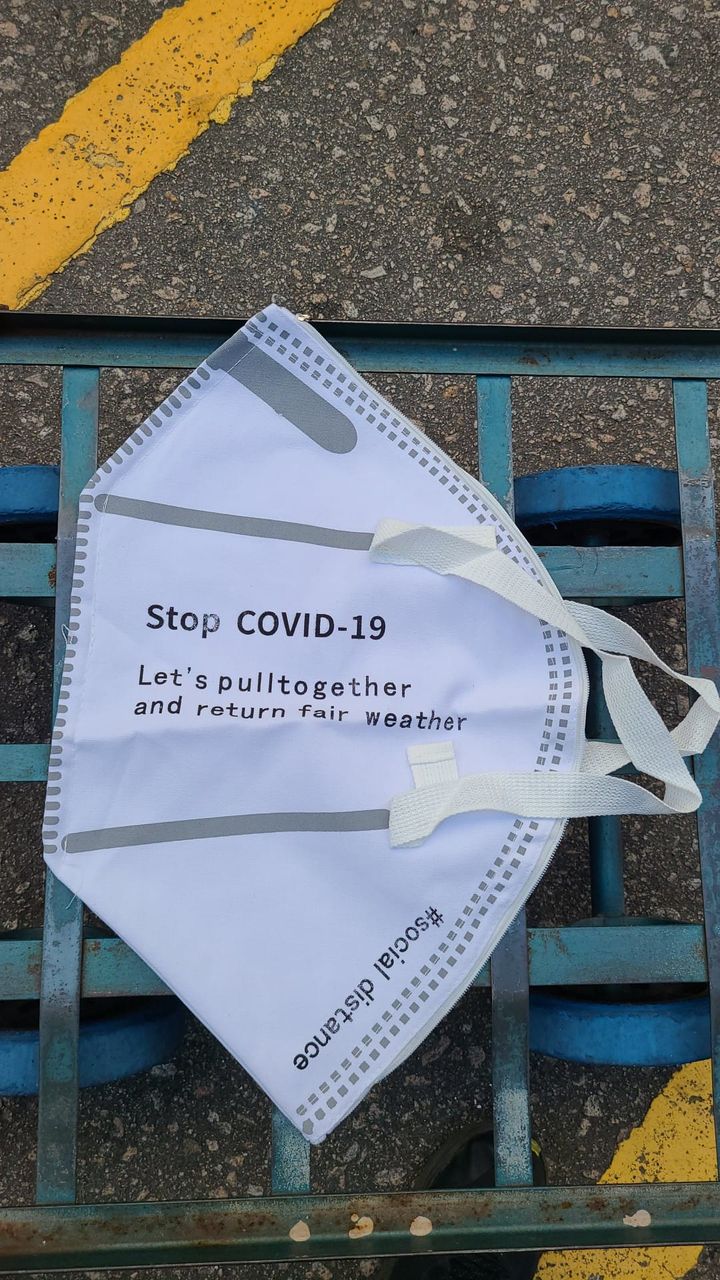 Stop COVID-19
Let's pulltogether
and return fair weather
#social distance